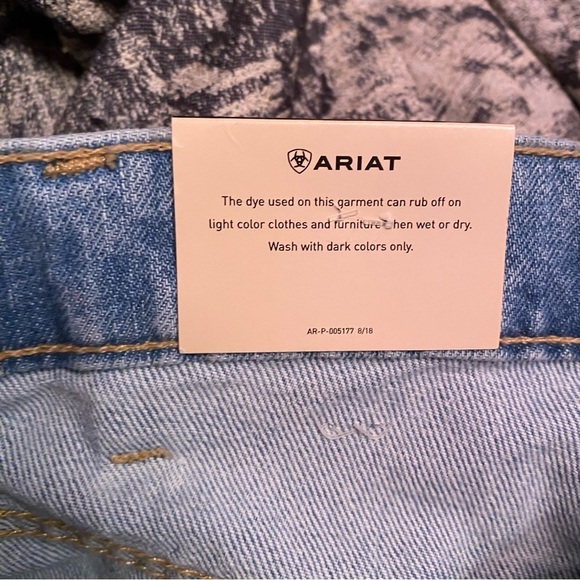 ARIAT
The dye used on this garment can rub off on
light color clothes and furniture when wet or dry.
Wash with dark colors only.
AR-P-005177 8/18